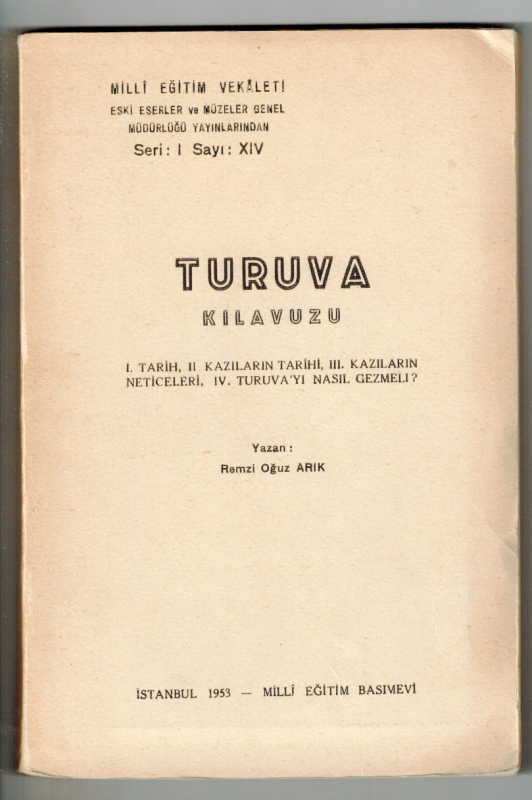 MİLLÎ EĞİTİM VEKÂLETİ
ESKİ ESERLER ve MÜZELER GENEL
MÜDÜRLÜĞÜ YAYINLARINDAN
Seri: I Sayı: XIV
TURUVA
KILAVUZU
I. TARİH, II KAZILARIN TARİHİ, III. KAZILARIN
NETİCELERİ, IV. TURUVA'YI NASIL GEZMELİ?
Yazan:
Remzi Oğuz ARIK
İSTANBUL 1953 — MİLLÎ EĞİTİM BASIMEVİ